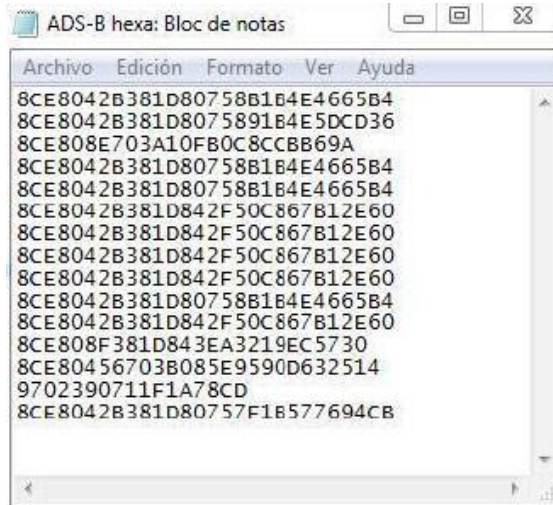 ADS-B hexa: Bloc de notas
Archivo Edición Formato Ver Ayuda
8CE8042B381D80758B1B4E4665B4
8CE8042B381D8075891B4E5DCD36
8CE808E703A10FB0C8CCBB69A
8CE8042B381D80758B1B4E4665B4
8CE8042B381D80758B1B4E4665B4
8CE8042B381D842F50C867B12E60
8CE8042B381D842F50C867B12E60
8CE8042B381D842F50C867B12E60
8CE8042B381D842F50C867B12E60
8CE8042B381D80758B1B4E4665B4
8CE8042B381D842F50C867B12E60
8CE808F381D843EA3219EC5730
8CE80456703B085E9590D632514
9702390711F1A78CD
8CE8042B381D80757F1B577694CB